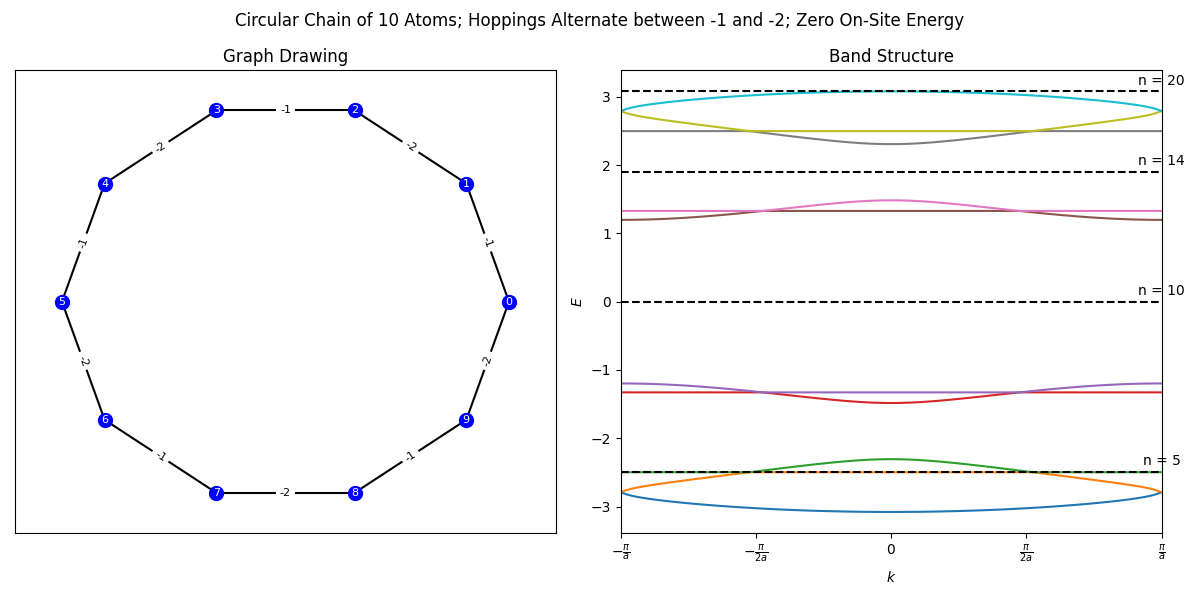 Circular Chain of 10 Atoms; Hoppings Alternate between -1 and -2; Zero On-Site Energy
Graph Drawing
3
-1
2
-2
-2
4
1
-1
-1
5
0
-2
-2
6
9
-1
-1
7
-2
8
Band Structure
n = 20
n = 14
n = 10
n = 5
3
2
1
0
−1
−2
−3
E
−π/a
−π/2a
0
π/2a
π/a
k